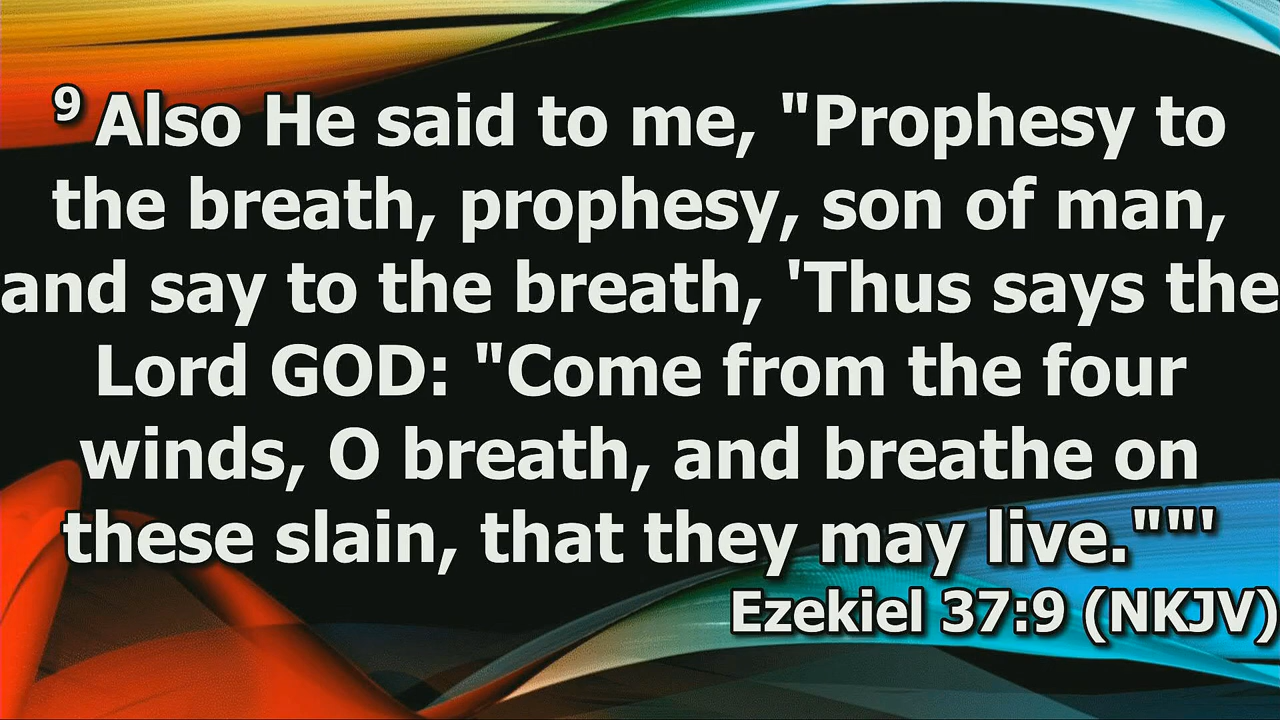 9 Also He said to me, "Prophesy to
the breath, prophesy, son of man,
and say to the breath, 'Thus says the
Lord GOD: "Come from the four
winds, O breath, and breathe on
these slain, that they may live.""'
Ezekiel 37:9 (NKJV)